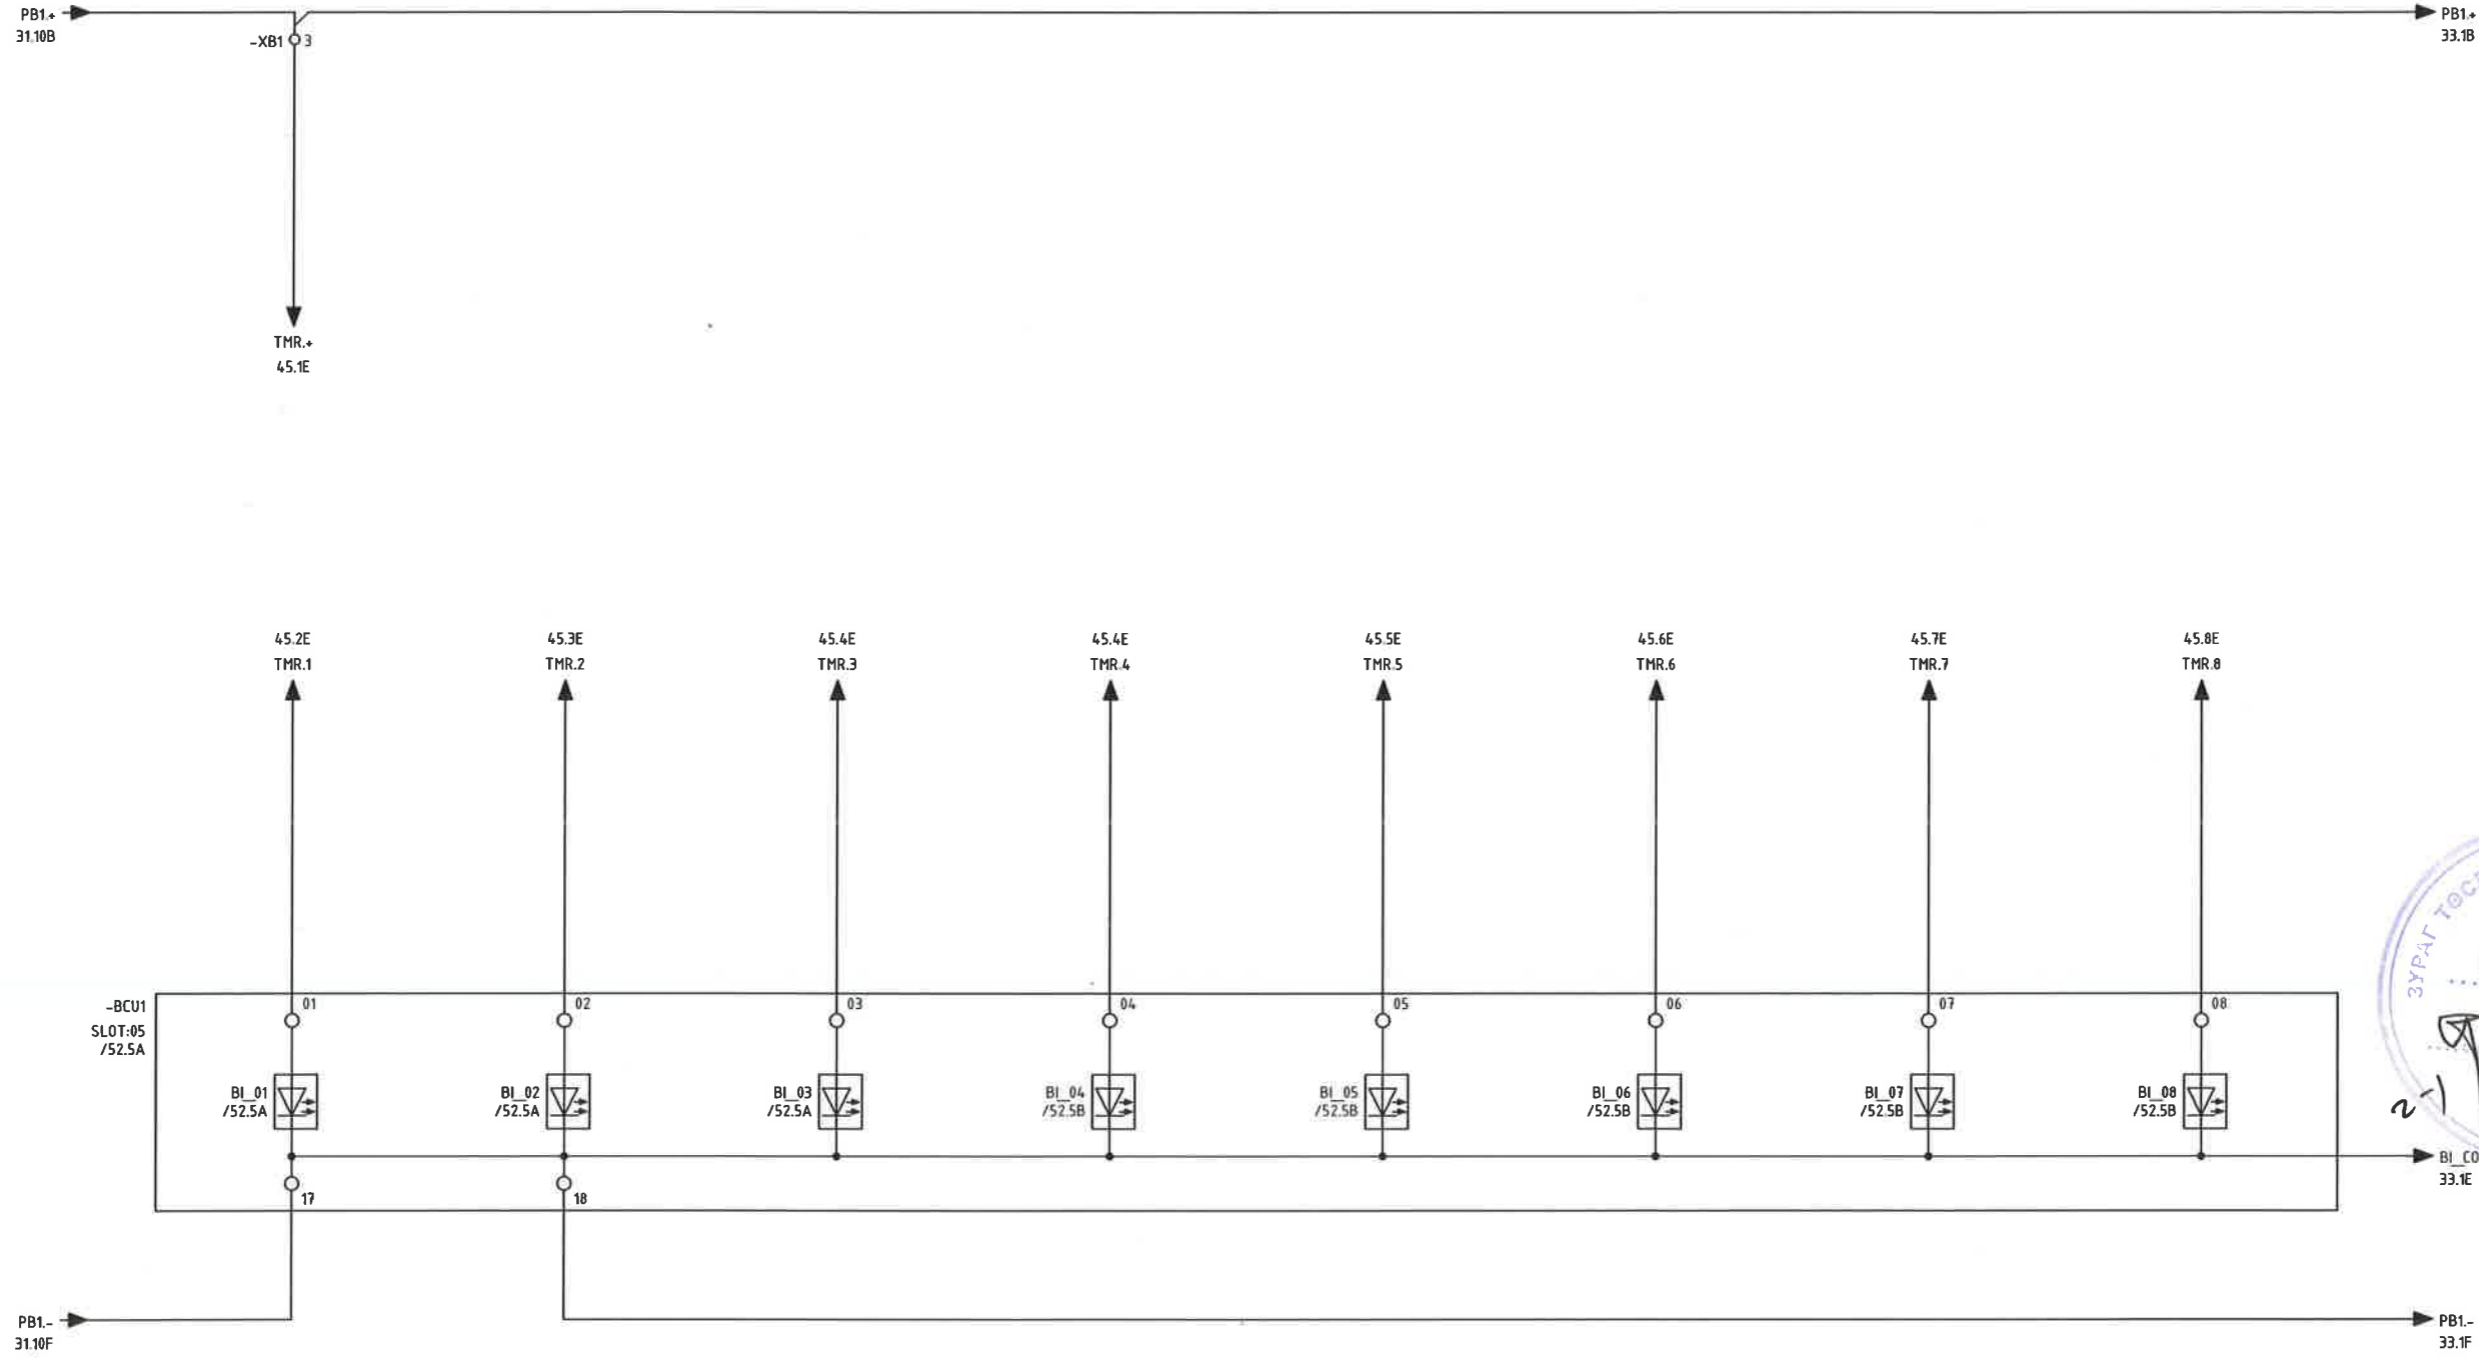 PB1.+
31.10B
-XB1 3
PB1.+
33.1B
TMR.+
45.1E
45.2E
TMR.1
45.3E
TMR.2
45.4E
TMR.3
45.4E
TMR.4
45.5E
TMR.5
45.6E
TMR.6
45.7E
TMR.7
45.8E
TMR.8
-BCU1
SLOT:05
/52.5A
01
02
03
04
05
06
07
08
BI_01
/52.5A
BI_02
/52.5A
BI_03
/52.5A
BI_04
/52.5B
BI_05
/52.5B
BI_06
/52.5B
BI_07
/52.5B
BI_08
/52.5B
17
18
BI_CO
33.1E
PB1.-
31.10F
PB1.-
33.1F
ЗУРАГ ТӨС